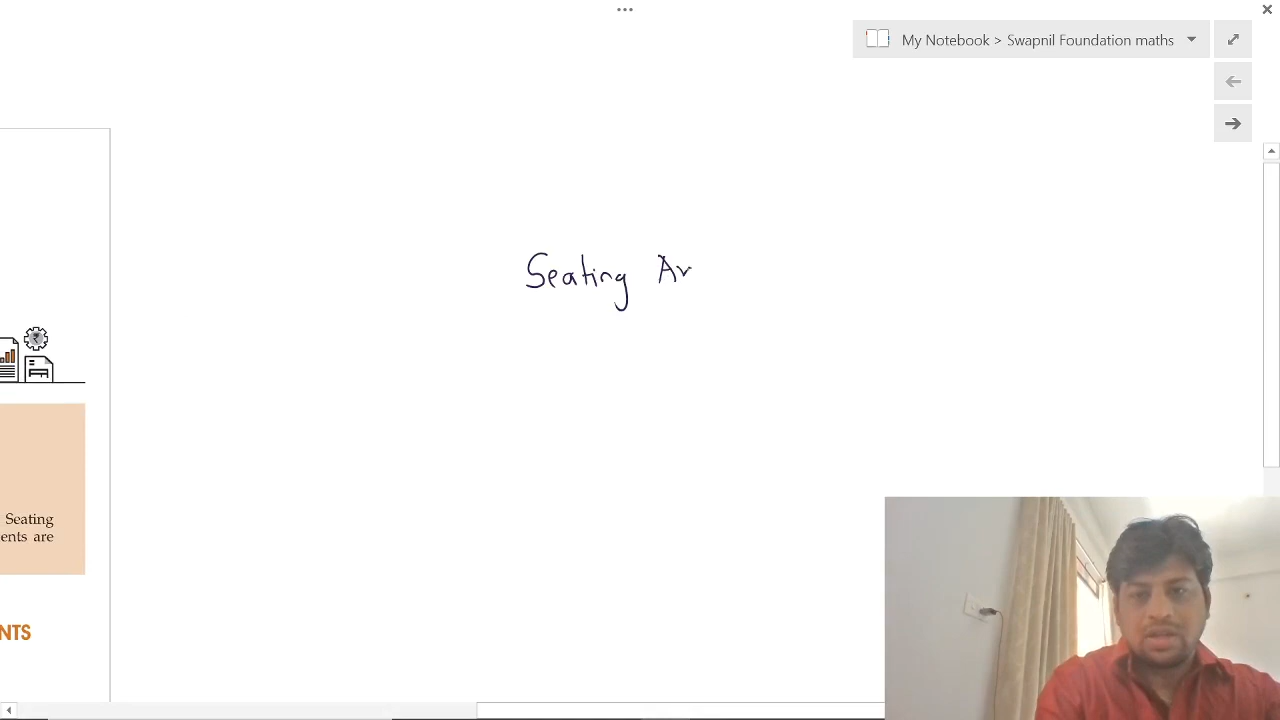 My Notebook > Swapnil Foundation maths
Seating Ar
Seating
ents are
NTS